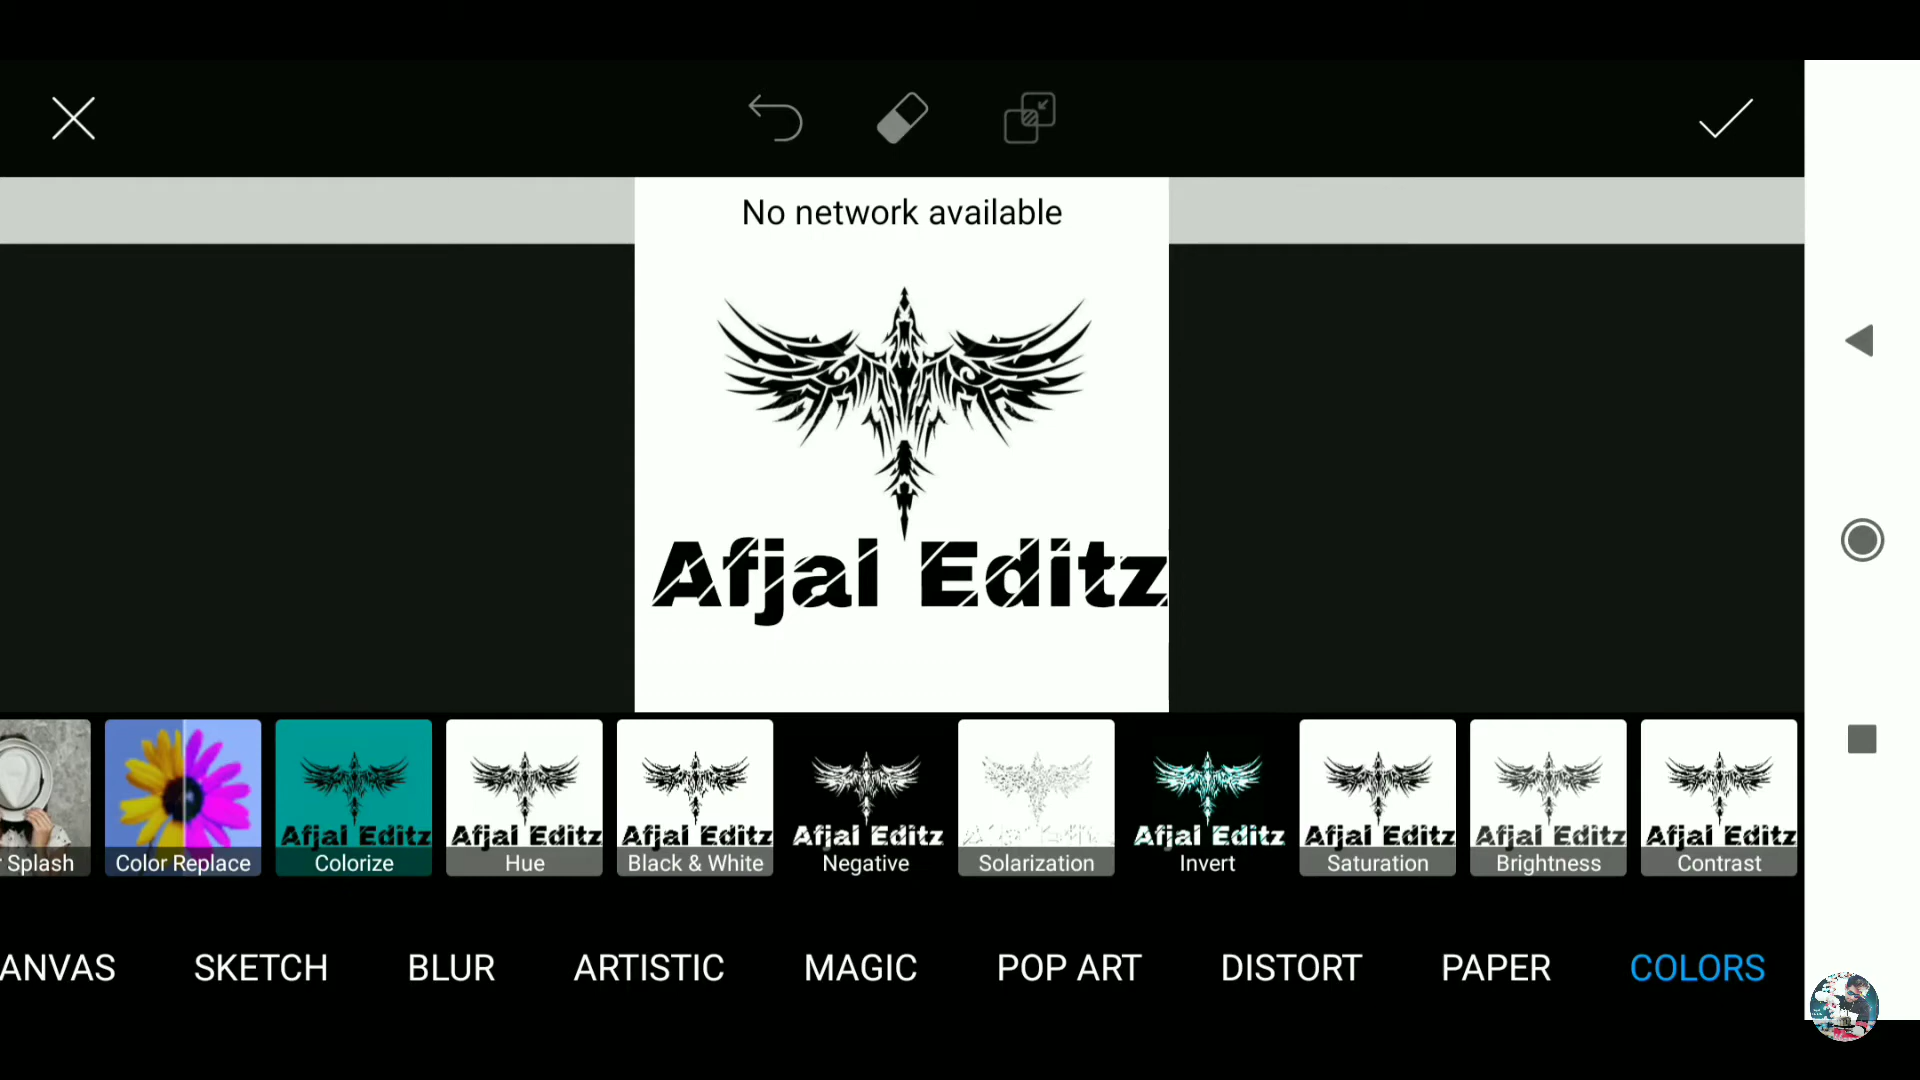 No network available
Afjal Editz
Afjal Editz Afjal Editz Afjal Editz Afjal Editz Afjal Editz Afjal Editz Afjal Editz Afjal Editz
Splash Color Replace Colorize Hue Black & White Negative Solarization Invert Saturation Brightness Contrast
ANVAS SKETCH BLUR ARTISTIC MAGIC POP ART DISTORT PAPER COLORS